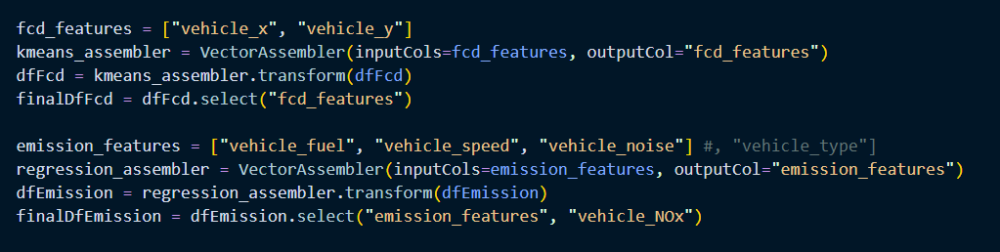 fcd_features = ["vehicle_x", "vehicle_y"]
kmeans_assembler = VectorAssembler(inputCols=fcd_features, outputCol="fcd_features")
dfFcd = kmeans_assembler.transform(dfFcd)
finalDfFcd = dfFcd.select("fcd_features")
emission_features = ["vehicle_fuel", "vehicle_speed", "vehicle_noise"] #, "vehicle_type"]
regression_assembler = VectorAssembler(inputCols=emission_features, outputCol="emission_features")
dfEmission = regression_assembler.transform(dfEmission)
finalDfEmission = dfEmission.select("emission_features", "vehicle_NOx")